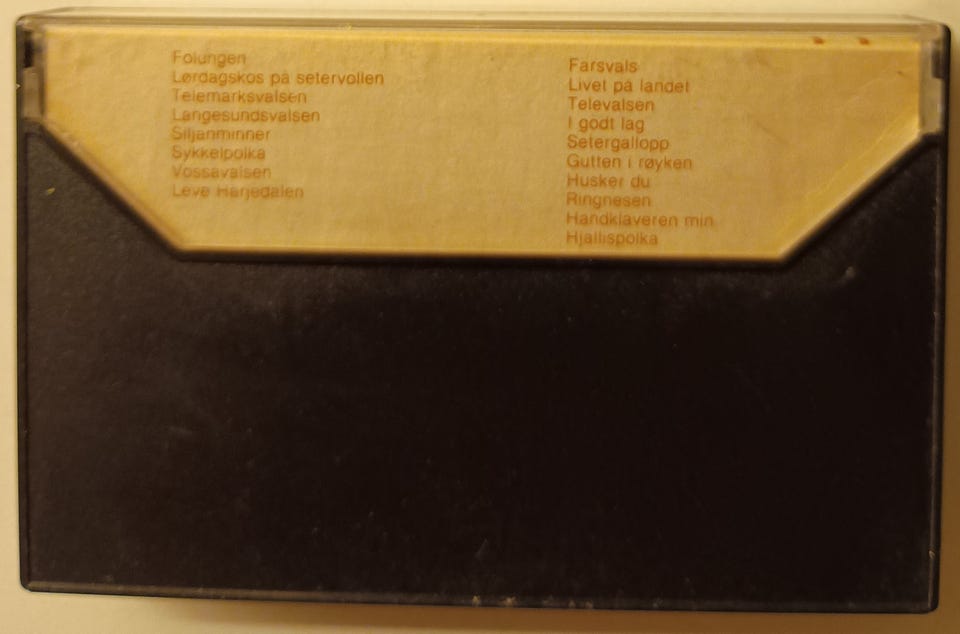 Folungen
Lørdagskos på setervollen
Telemarksvalsen
Langesundsvalsen
Siljanminner
Sykkelpolka
Vossavalsen
Leve Harjedalen
Farsvals
Livet på landet
Televalsen
I godt lag
Setergallopp
Gutten i røyken
Husker du
Ringnesen
Handklaveren min
Hjallispolka